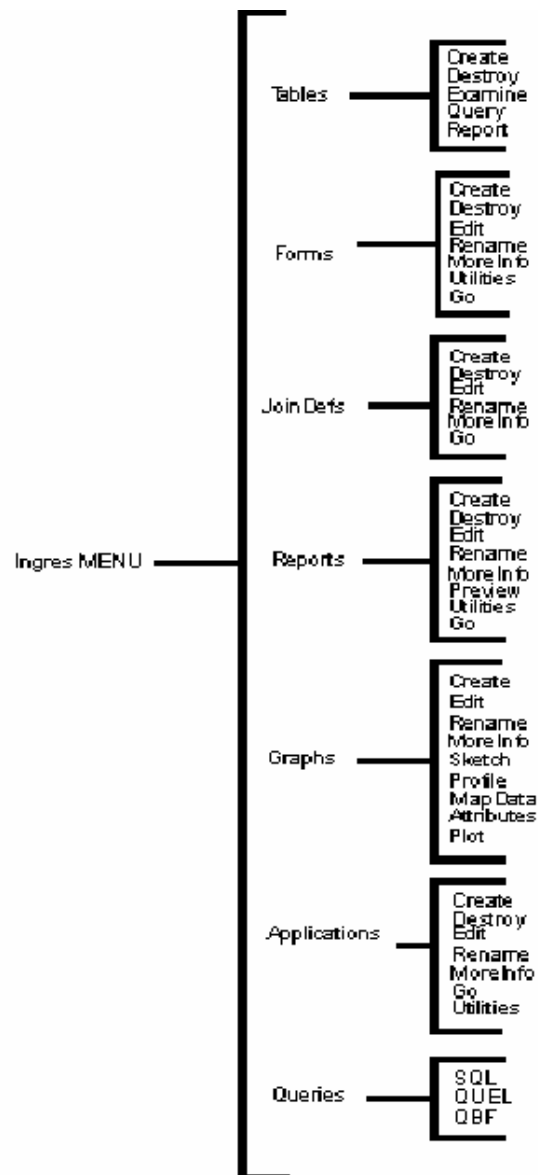 Ingres MENU
Tables
Create
Destroy
Examine
Query
Report
Forms
Create
Destroy
Edit
Rename
More Info
Utilities
Go
Join Defs
Create
Destroy
Edit
Rename
More Info
Go
Reports
Create
Destroy
Edit
Rename
More Info
Preview
Utilities
Go
Graphs
Create
Edit
Rename
More Info
Sketch
Profile
Map Data
Attributes
Plot
Applications
Create
Destroy
Edit
Rename
More Info
Go
Utilities
Queries
SQL
QUEL
QBF